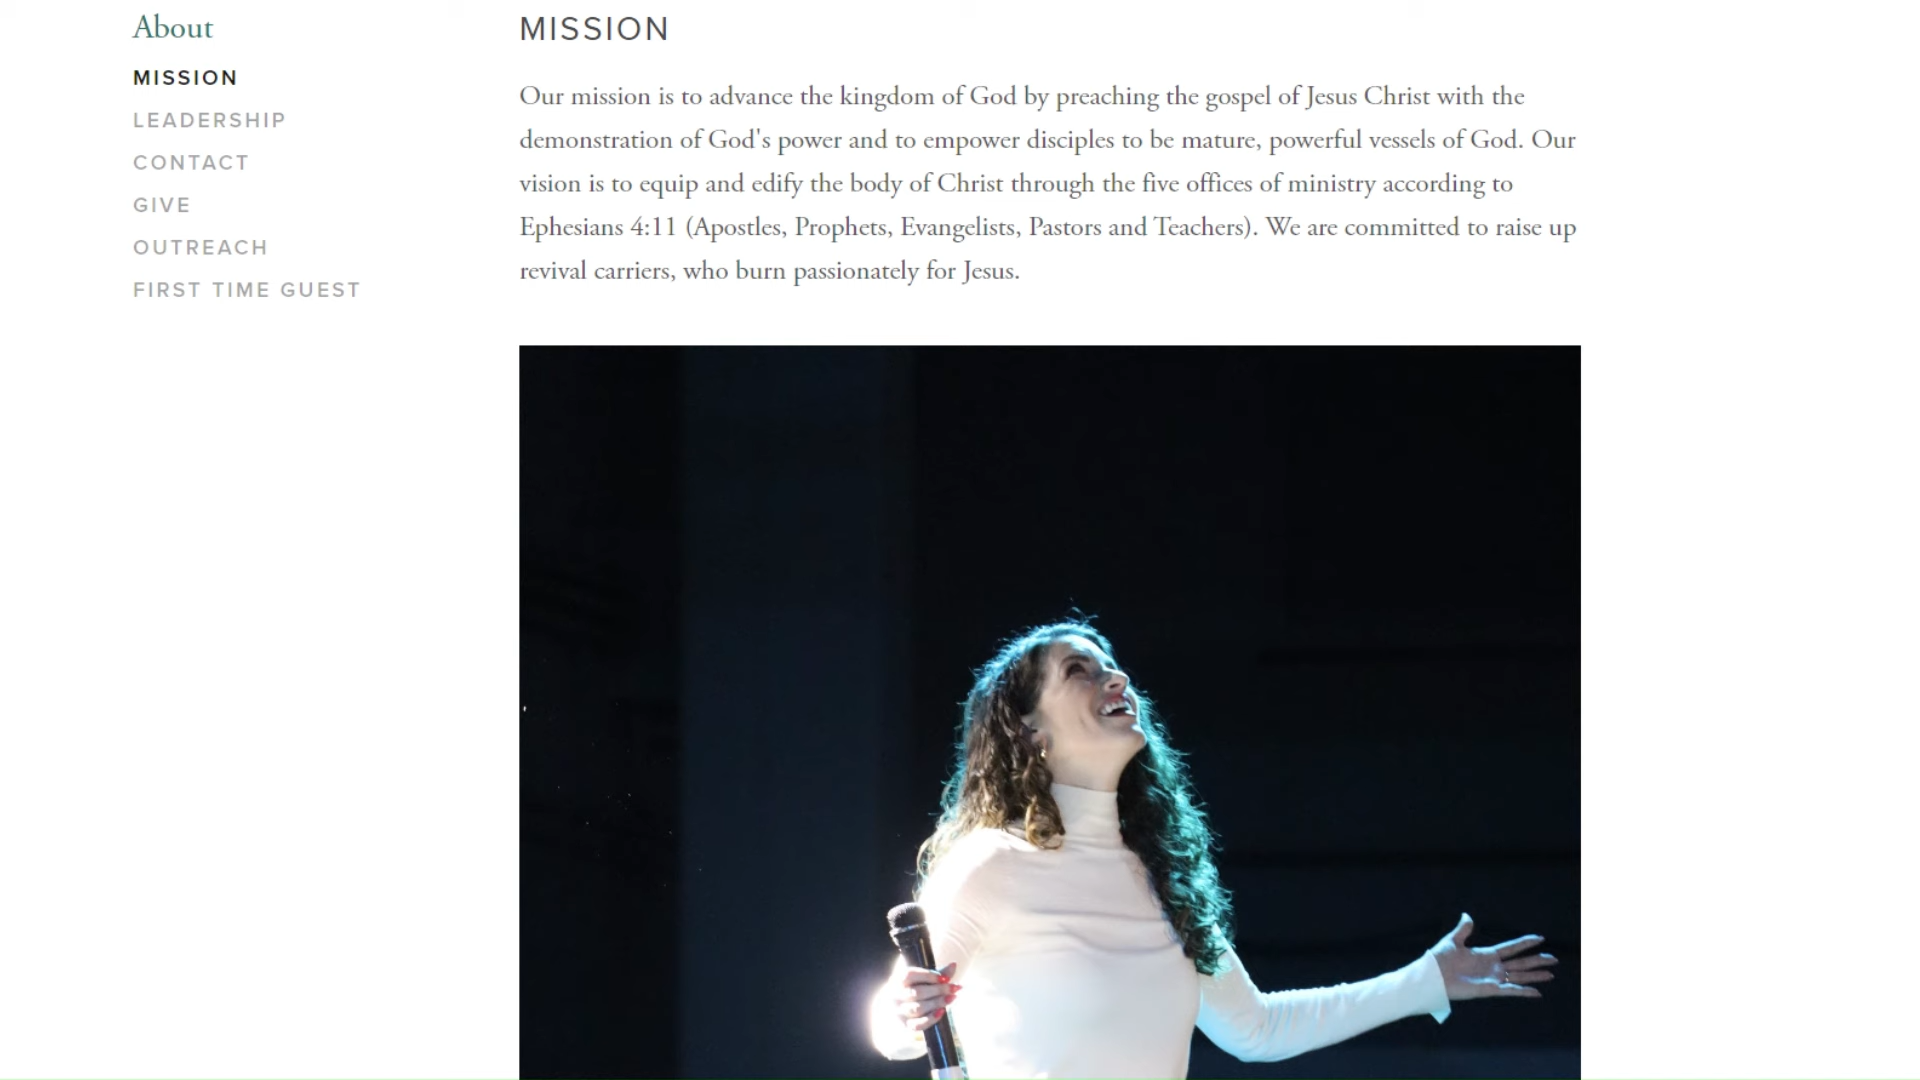 About
MISSION
LEADERSHIP
CONTACT
GIVE
OUTREACH
FIRST TIME GUEST
MISSION
Our mission is to advance the kingdom of God by preaching the gospel of Jesus Christ with the
demonstration of God's power and to empower disciples to be mature, powerful vessels of God. Our
vision is to equip and edify the body of Christ through the five offices of ministry according to
Ephesians 4:11 (Apostles, Prophets, Evangelists, Pastors and Teachers). We are committed to raise up
revival carriers, who burn passionately for Jesus.